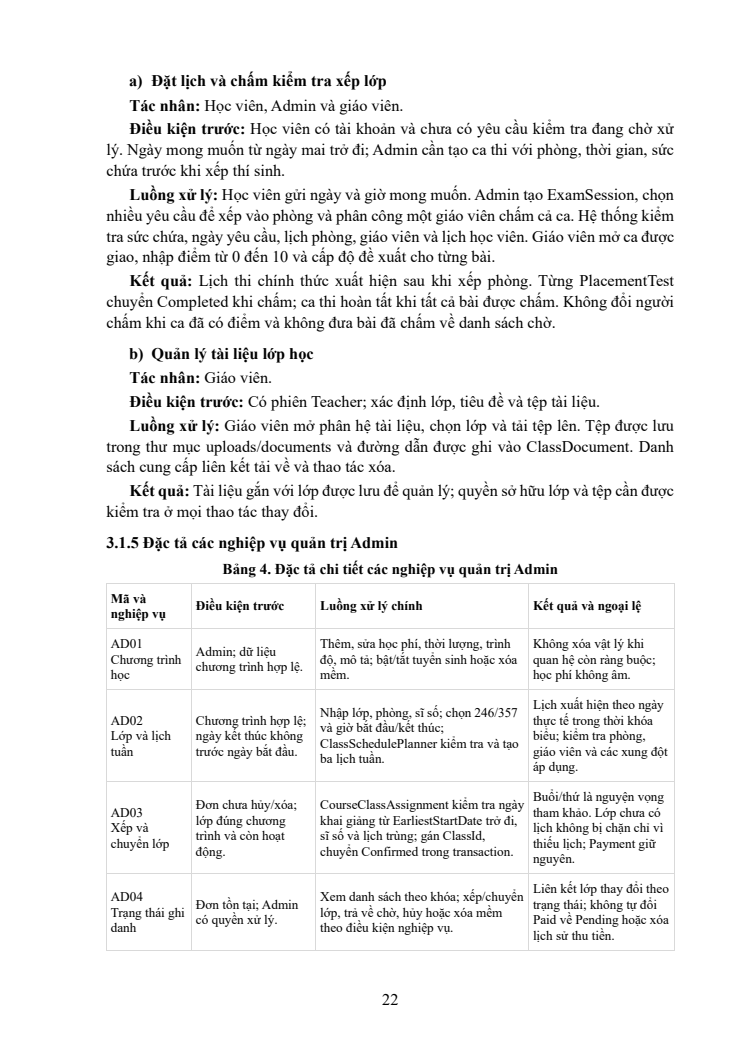 a) Đặt lịch và chấm kiểm tra xếp lớp
Tác nhân: Học viên, Admin và giáo viên.
Điều kiện trước: Học viên có tài khoản và chưa có yêu cầu kiểm tra đang chờ xử
lý. Ngày mong muốn từ ngày mai trở đi; Admin cần tạo ca thi với phòng, thời gian, sức
chứa trước khi xếp thí sinh.
Luồng xử lý: Học viên gửi ngày và giờ mong muốn. Admin tạo ExamSession, chọn
nhiều yêu cầu để xếp vào phòng và phân công một giáo viên chấm cả ca. Hệ thống kiểm
tra sức chứa, ngày yêu cầu, lịch phòng, giáo viên và lịch học viên. Giáo viên mở ca được
giao, nhập điểm từ 0 đến 10 và cấp độ đề xuất cho từng bài.
Kết quả: Lịch thi chính thức xuất hiện sau khi xếp phòng. Từng PlacementTest
chuyển Completed khi chấm; ca thi hoàn tất khi tất cả bài được chấm. Không đổi người
chấm khi ca đã có điểm và không đưa bài đã chấm về danh sách chờ.
b) Quản lý tài liệu lớp học
Tác nhân: Giáo viên.
Điều kiện trước: Có phiên Teacher; xác định lớp, tiêu đề và tệp tài liệu.
Luồng xử lý: Giáo viên mở phân hệ tài liệu, chọn lớp và tải tệp lên. Tệp được lưu
trong thư mục uploads/documents và đường dẫn được ghi vào ClassDocument. Danh
sách cung cấp liên kết tải về và thao tác xóa.
Kết quả: Tài liệu gắn với lớp được lưu để quản lý; quyền sở hữu lớp và tệp cần được
kiểm tra ở mọi thao tác thay đổi.
3.1.5 Đặc tả các nghiệp vụ quản trị Admin
Bảng 4. Đặc tả chi tiết các nghiệp vụ quản trị Admin
Mã và
nghiệp vụ
Điều kiện trước
Luồng xử lý chính
Kết quả và ngoại lệ
AD01
Chương trình
học
Admin; dữ liệu
chương trình hợp lệ.
Thêm, sửa học phí, thời lượng, trình
độ, mô tả; bật/tắt tuyển sinh hoặc xóa
mềm.
Không xóa vật lý khi
quan hệ còn ràng buộc;
học phí không âm.
AD02
Lớp và lịch
tuần
Chương trình hợp lệ;
ngày kết thúc không
trước ngày bắt đầu.
Nhập lớp, phòng, sĩ số; chọn 246/357
và giờ bắt đầu/kết thúc;
ClassSchedulePlanner kiểm tra và tạo
ba lịch tuần.
Lịch xuất hiện theo ngày
thực tế trong thời khóa
biểu; kiểm tra phòng,
giáo viên và các xung đột
áp dụng.
AD03
Xếp và
chuyển lớp
Đơn chưa hủy/xóa;
lớp đúng chương
trình và còn hoạt
động.
CourseClassAssignment kiểm tra ngày
khai giảng từ EarliestStartDate trở đi,
sĩ số và lịch trùng; gán ClassId,
chuyển Confirmed trong transaction.
Buổi/thứ là nguyện vọng
tham khảo. Lớp chưa có
lịch không bị chặn chỉ vì
thiếu lịch; Payment giữ
nguyên.
AD04
Trạng thái ghi
danh
Đơn tồn tại; Admin
có quyền xử lý.
Xem danh sách theo khóa; xếp/chuyển
lớp, trả về chờ, hủy hoặc xóa mềm
theo điều kiện nghiệp vụ.
Liên kết lớp thay đổi theo
trạng thái; không tự đổi
Paid về Pending hoặc xóa
lịch sử thu tiền.
22